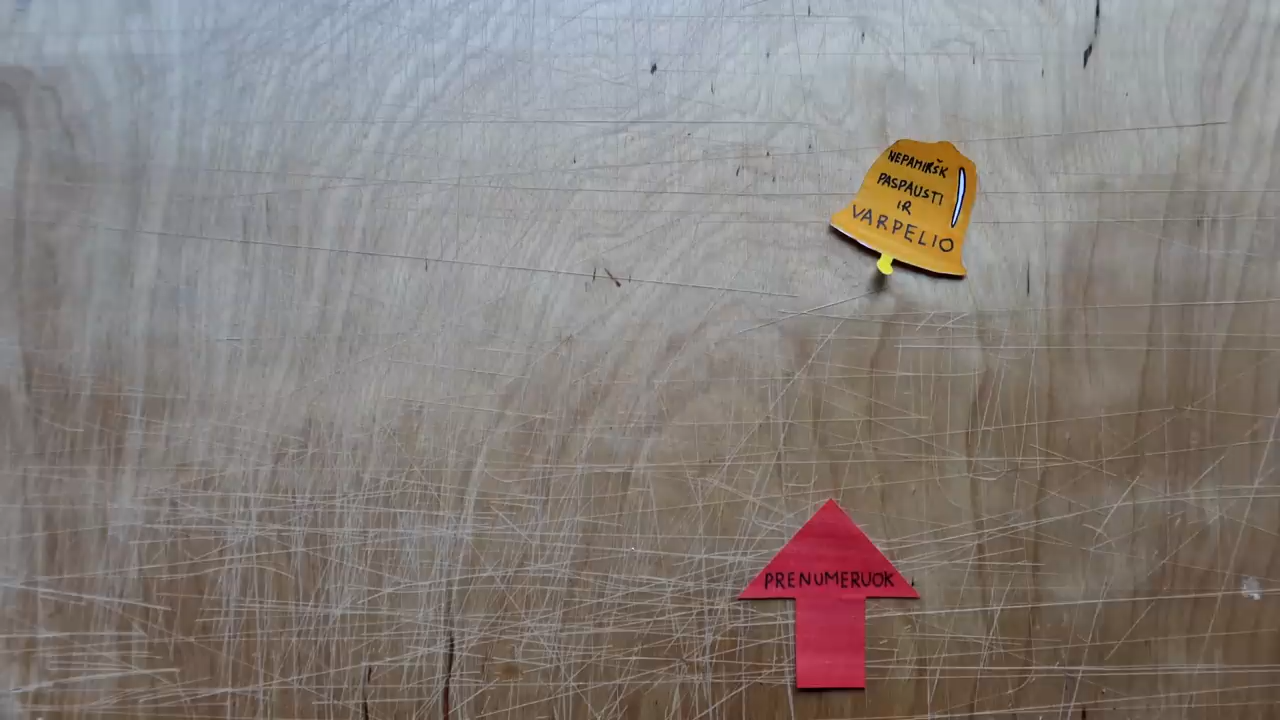 NEPAMIRŠK
PASPAUSTI
IR
VARPELIO
PRENUMERUOK